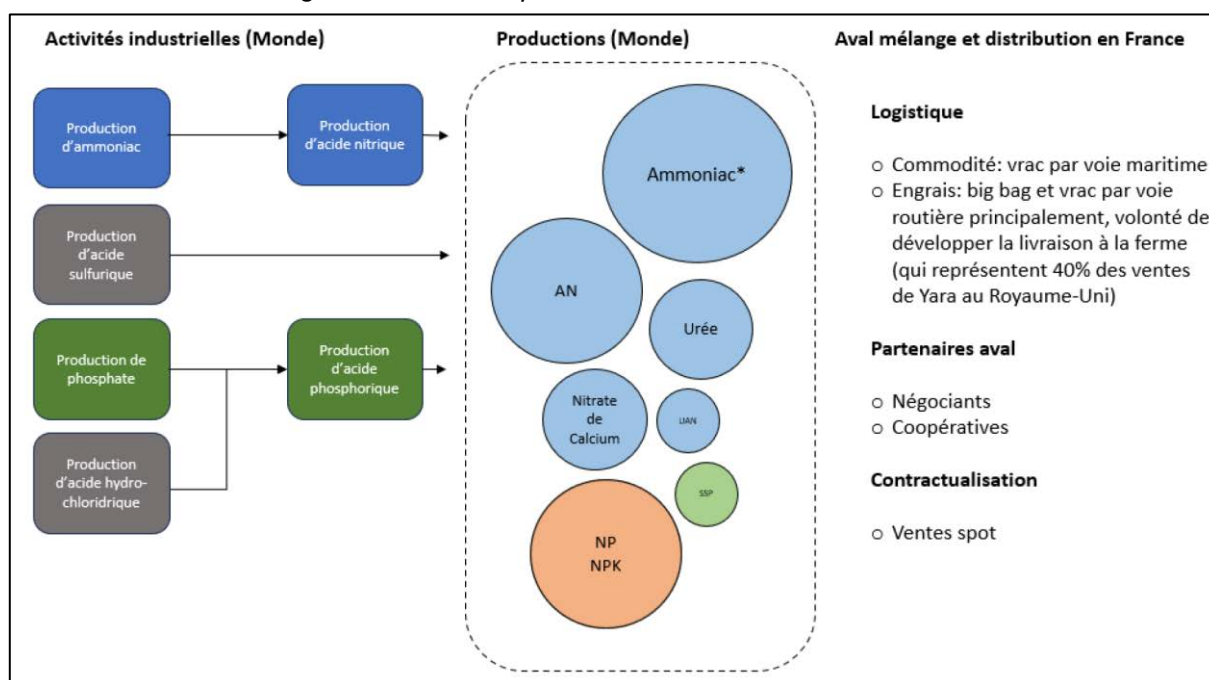 Activités industrielles (Monde)
Production
d'ammoniac
Production
d'acide nitrique
Production
d'acide
sulfurique
Production de
phosphate
Production
d'acide
phosphorique
Production
d'acide hydro-
chloridrique
Productions (Monde)
Ammoniac*
AN
Urée
Nitrate
de
Calcium
UAN
SSP
NP
NPK
Aval mélange et distribution en France
Logistique
o Commodité: vrac par voie maritime
o Engrais: big bag et vrac par voie
routière principalement, volonté de
développer la livraison à la ferme
(qui représentent 40% des ventes
de Yara au Royaume-Uni)
Partenaires aval
o Négociants
o Coopératives
Contractualisation
o Ventes spot